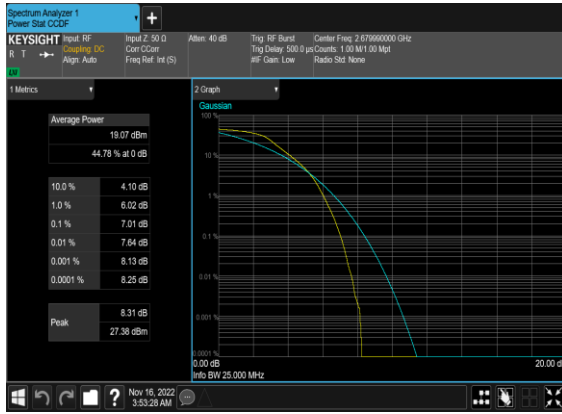 Spectrum Analyzer 1
Power Stat CCDF
+
KEYSIGHT
R T
LXI
Input: RF
Coupling: DC
Align: Auto
Input Z: 50 Ω
Corr CCorr
Freq Ref: Int (S)
Atten: 40 dB
Trig: RF Burst
Trig Delay: 500.0 µs
#IF Gain: Low
Center Freq: 2.679990000 GHz
Counts: 1.00 M/1.00 Mpt
Radio Std: None
1 Metrics
Average Power
19.07 dBm
44.78 % at 0 dB
10.0 % 4.10 dB
1.0 % 6.02 dB
0.1 % 7.01 dB
0.01 % 7.64 dB
0.001 % 8.13 dB
0.0001 % 8.25 dB
Peak
8.31 dB
27.38 dBm
2 Graph
Gaussian
100 %
10 %
1 %
0.1 %
0.01 %
0.001 %
0.0001 %
0.00 dB
20.00 d
Info BW 25.000 MHz
?
Nov 16, 2022
3:53:28 AM